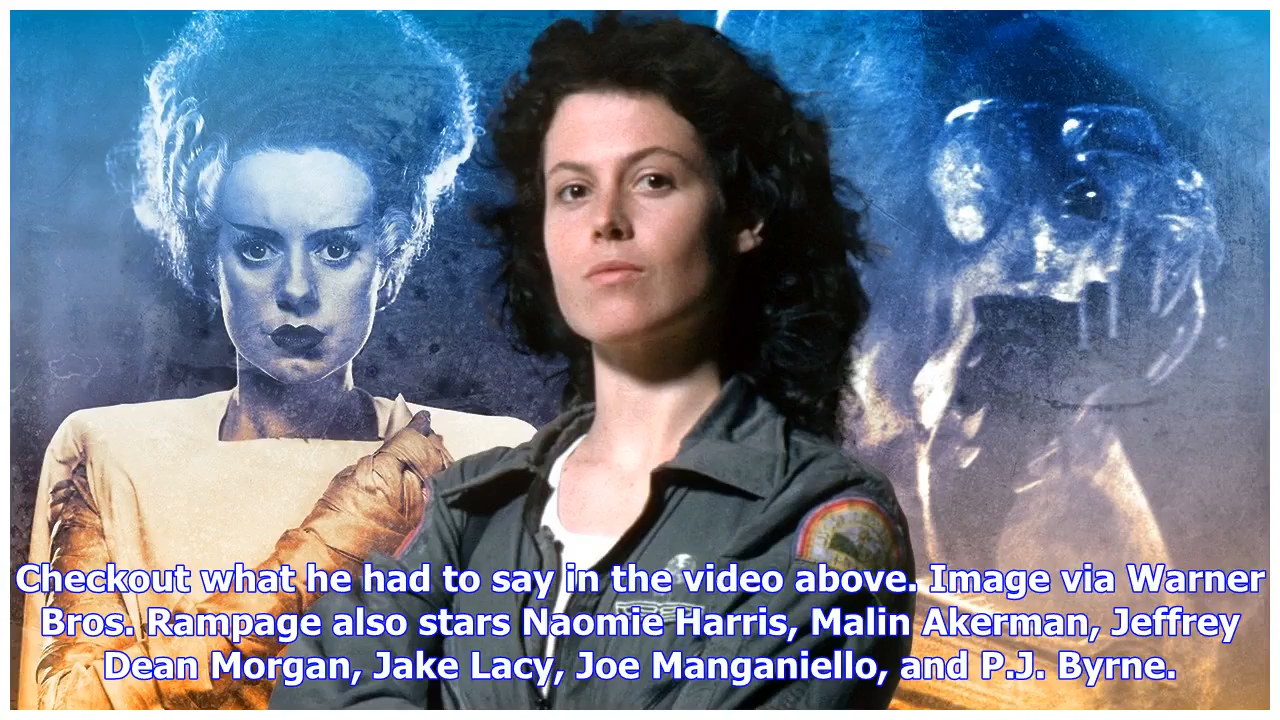 Checkout what he had to say in the video above. Image via Warner
Bros. Rampage also stars Naomie Harris, Malin Akerman, Jeffrey
Dean Morgan, Jake Lacy, Joe Manganiello, and P.J. Byrne.